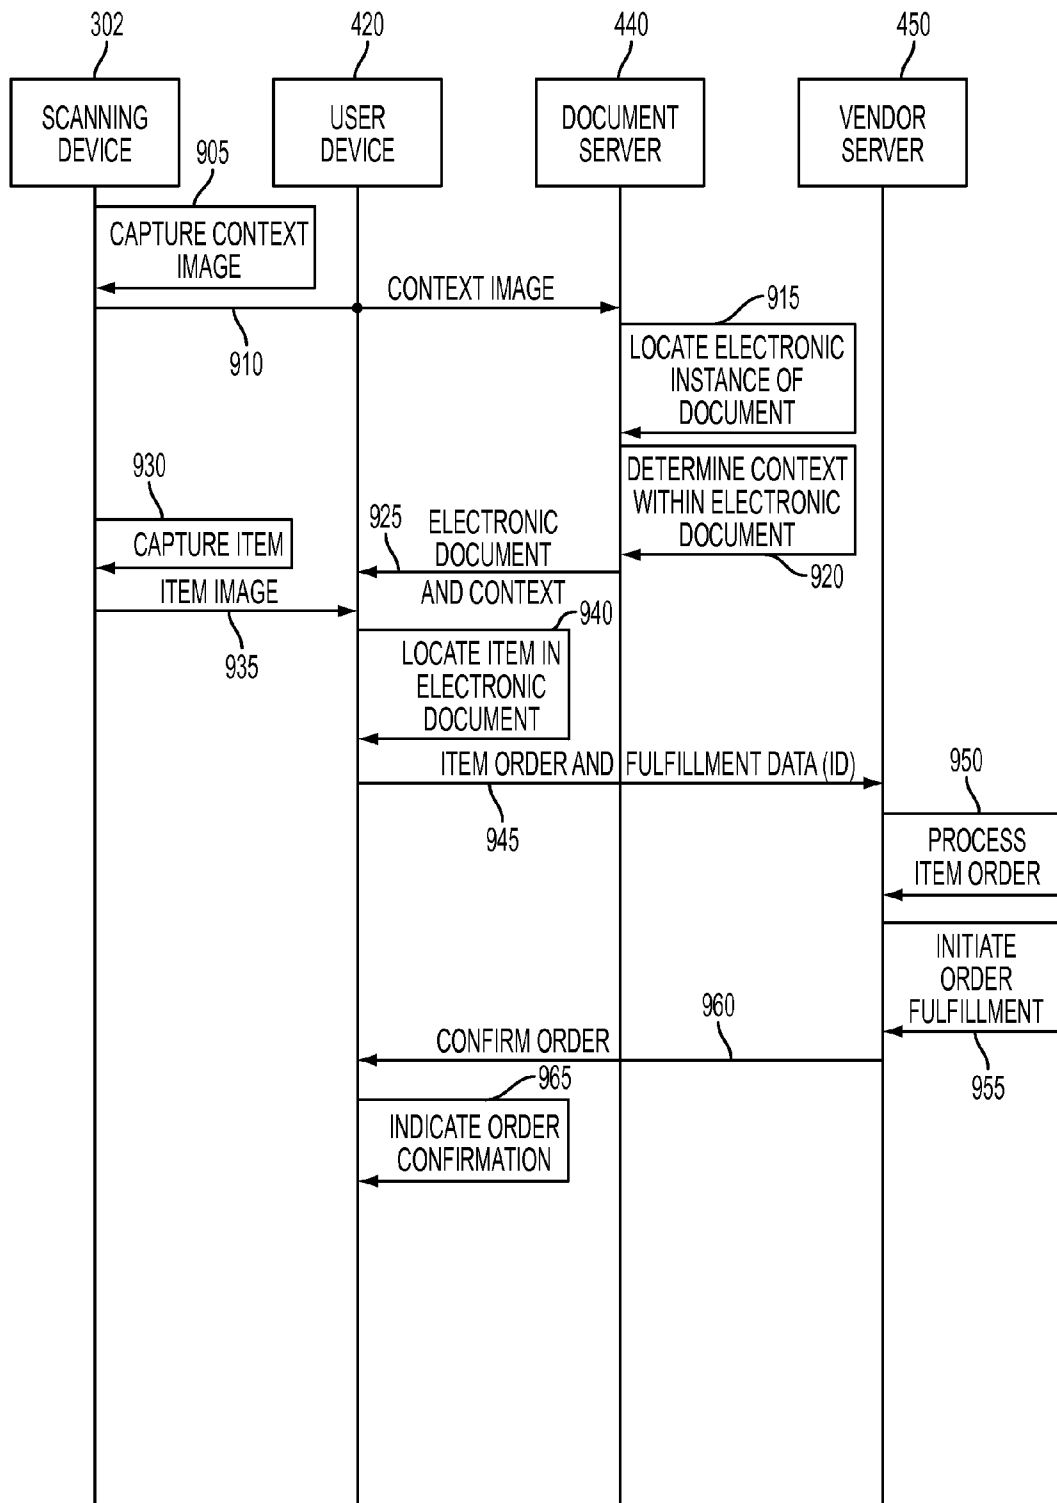 302
420
440
450
SCANNING
DEVICE
USER
DEVICE
DOCUMENT
SERVER
VENDOR
SERVER
905
CAPTURE CONTEXT
IMAGE
CONTEXT IMAGE
910
915
LOCATE ELECTRONIC
INSTANCE OF
DOCUMENT
DETERMINE CONTEXT
WITHIN ELECTRONIC
DOCUMENT
920
930
CAPTURE ITEM
925
ELECTRONIC
DOCUMENT
AND CONTEXT
ITEM IMAGE
935
940
LOCATE ITEM IN
ELECTRONIC
DOCUMENT
ITEM ORDER AND FULFILLMENT DATA (ID)
945
950
PROCESS
ITEM ORDER
INITIATE
ORDER
FULFILLMENT
955
960
CONFIRM ORDER
965
INDICATE ORDER
CONFIRMATION